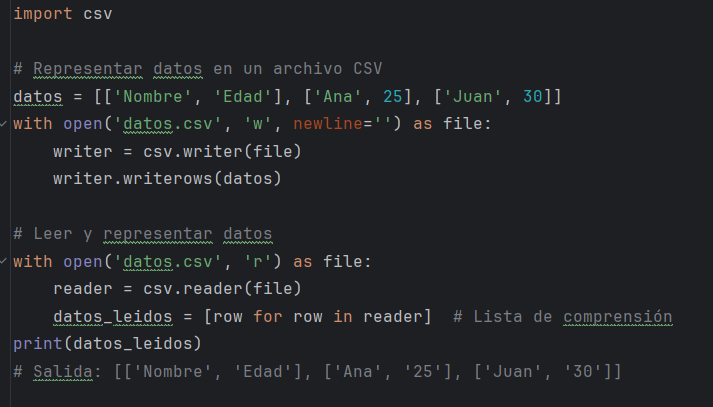 import csv
# Representar datos en un archivo CSV
datos = [['Nombre', 'Edad'], ['Ana', 25], ['Juan', 30]]
with open('datos.csv', 'w', newline='') as file:
    writer = csv.writer(file)
    writer.writerows(datos)
# Leer y representar datos
with open('datos.csv', 'r') as file:
    reader = csv.reader(file)
    datos_leidos = [row for row in reader]  # Lista de comprensión
print(datos_leidos)
# Salida: [['Nombre', 'Edad'], ['Ana', '25'], ['Juan', '30']]